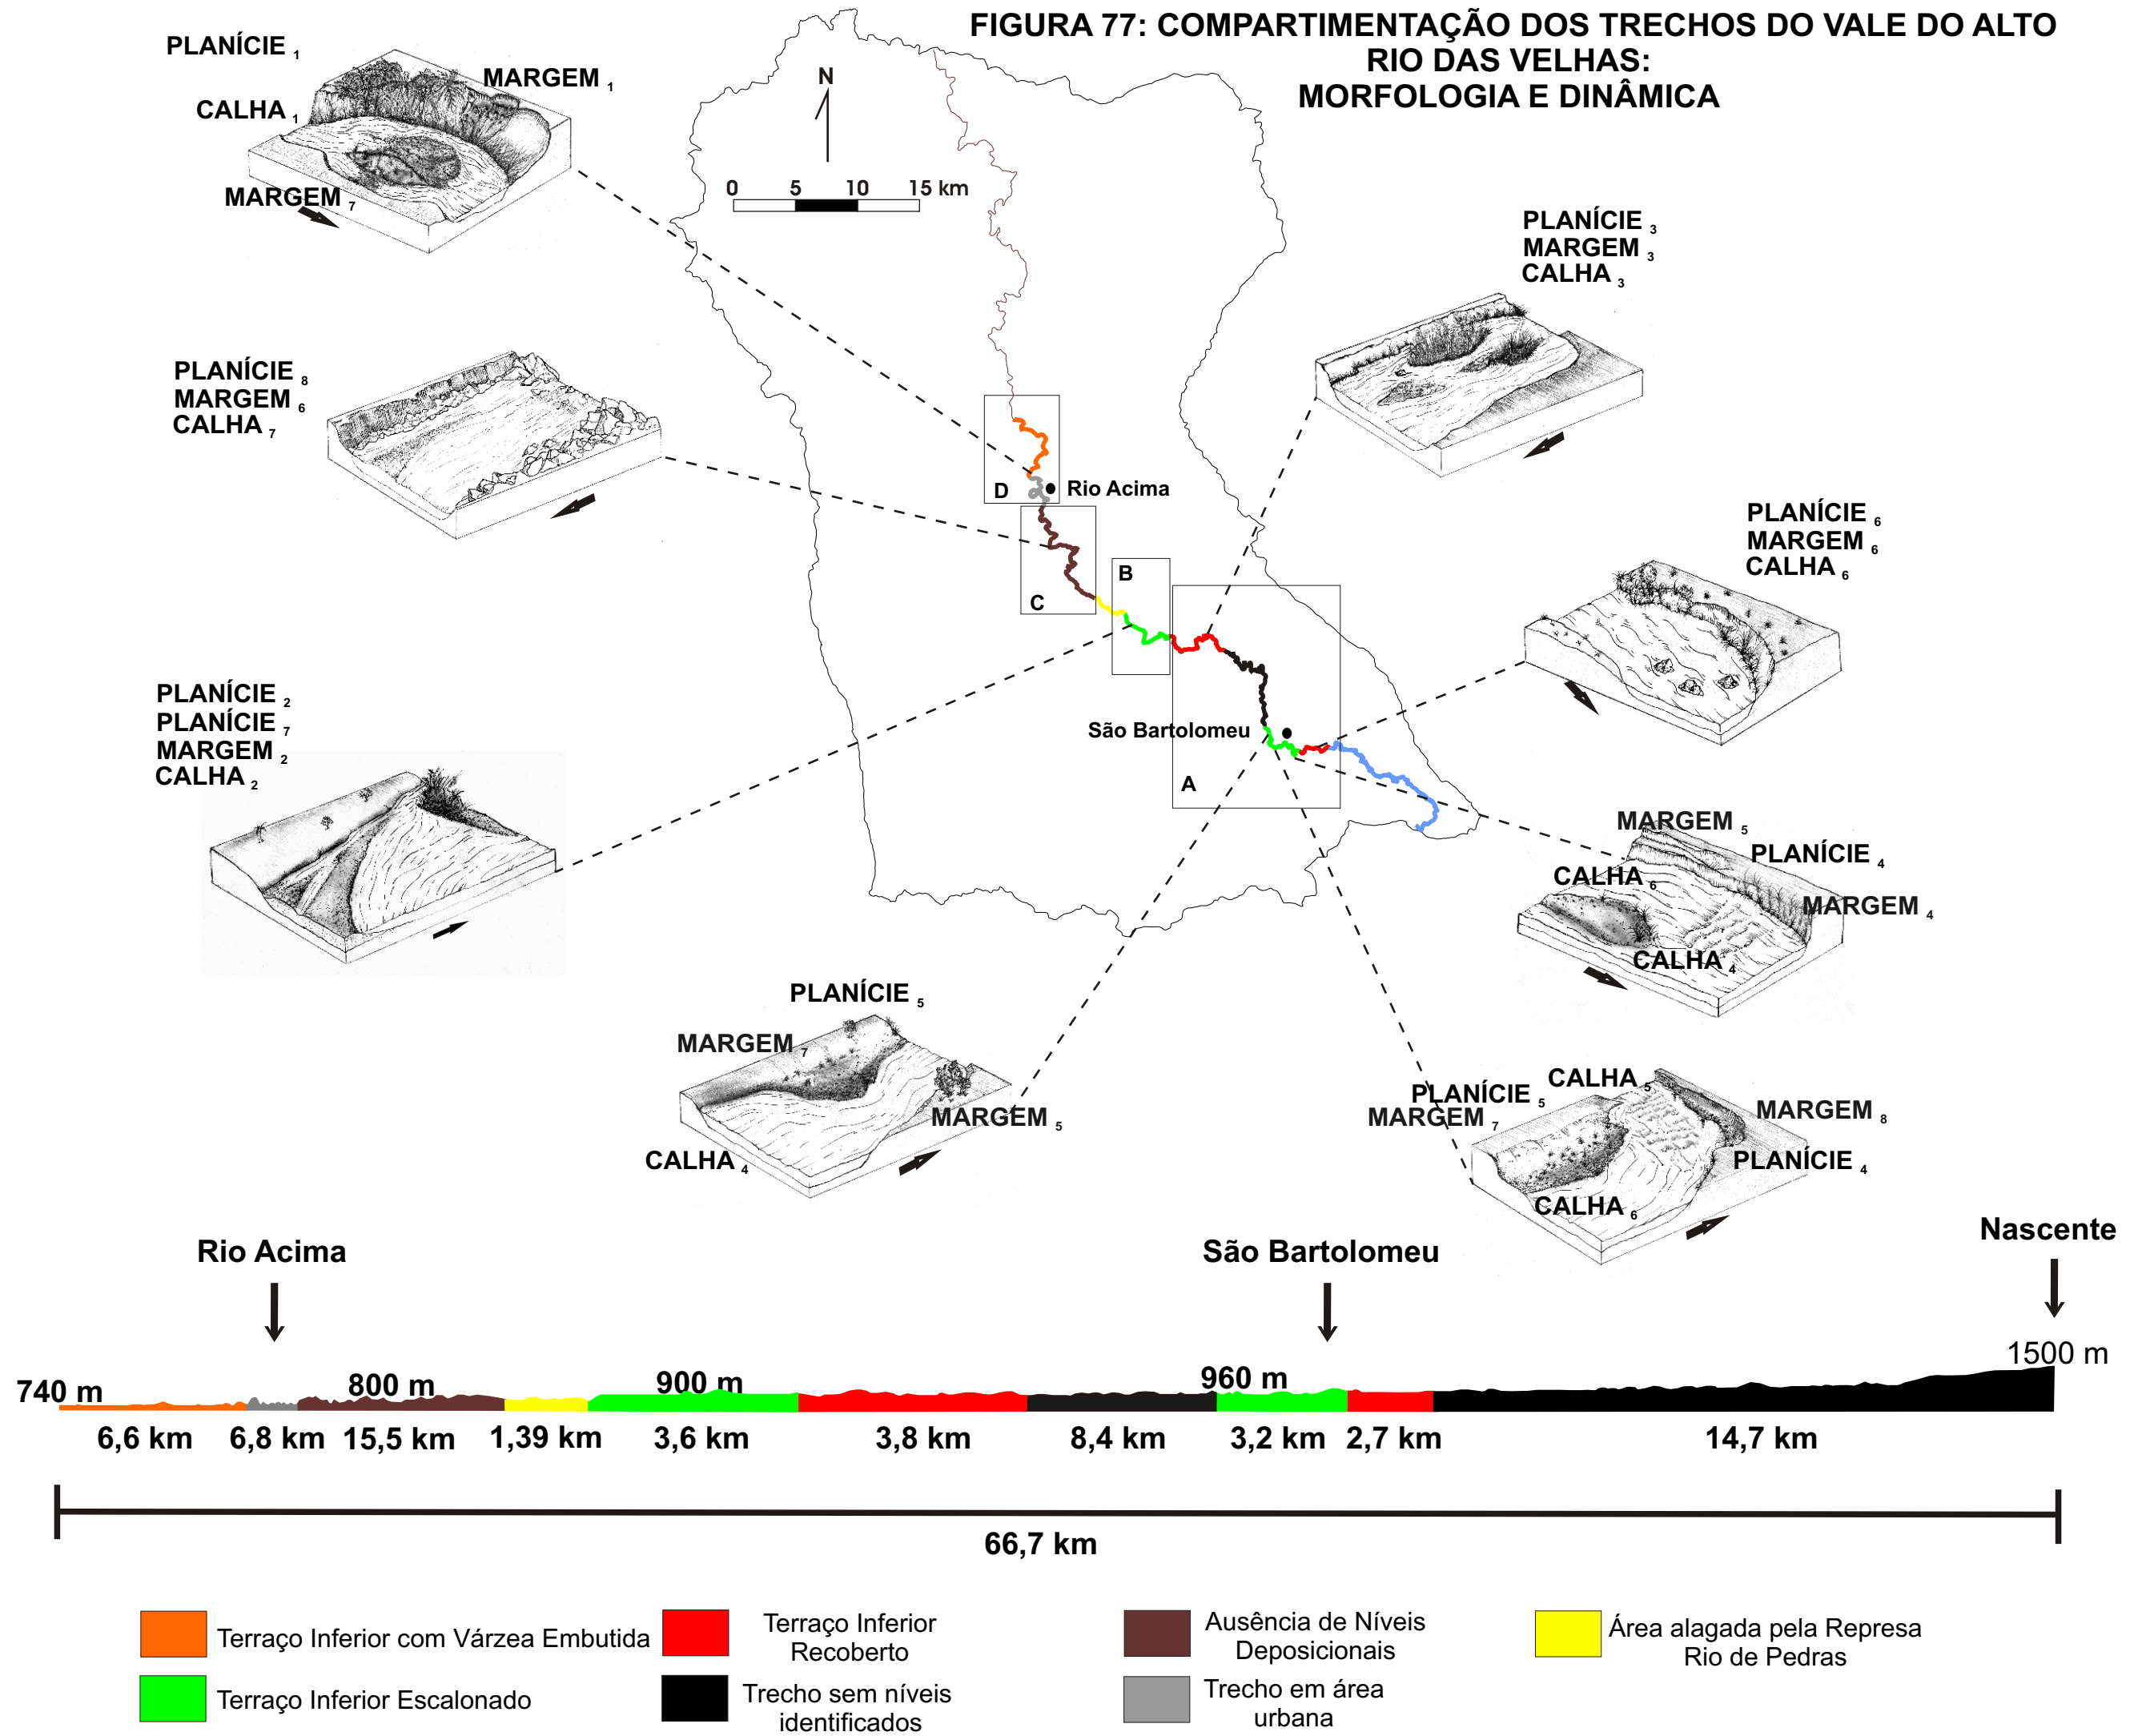 FIGURA 77: COMPARTIMENTAÇÃO DOS TRECHOS DO VALE DO ALTO
RIO DAS VELHAS:
MORFOLOGIA E DINÂMICA
PLANÍCIE 1
MARGEM 1
CALHA 1
MARGEM 7
N
0 5 10 15 km
PLANÍCIE 3
MARGEM 3
CALHA 3
PLANÍCIE 8
MARGEM 6
CALHA 7
D
Rio Acima
C
B
PLANÍCIE 6
MARGEM 6
CALHA 6
PLANÍCIE 2
PLANÍCIE 7
MARGEM 2
CALHA 2
São Bartolomeu
A
MARGEM 5
PLANÍCIE 4
CALHA 6
MARGEM 4
CALHA 4
PLANÍCIE 5
MARGEM 7
MARGEM 5
CALHA 4
CALHA 5
PLANÍCIE 5
MARGEM 7
MARGEM 8
PLANÍCIE 4
CALHA 6
Rio Acima
São Bartolomeu
Nascente
740 m
800 m
900 m
960 m
1500 m
6,6 km 6,8 km 15,5 km 1,39 km 3,6 km 3,8 km 8,4 km 3,2 km 2,7 km 14,7 km
66,7 km
Terraço Inferior com Várzea Embutida
Terraço Inferior
Recoberto
Ausência de Níveis
Deposicionais
Área alagada pela Represa
Rio de Pedras
Terraço Inferior Escalonado
Trecho sem níveis
identificados
Trecho em área
urbana